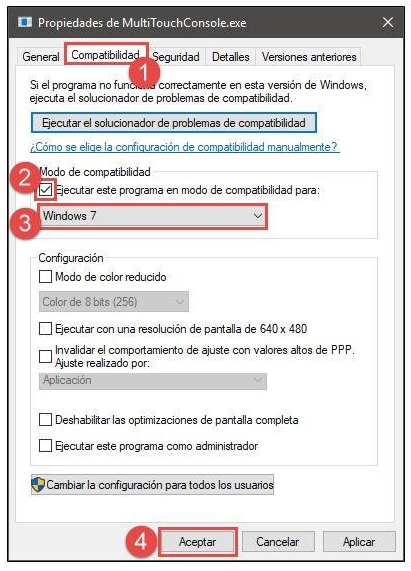 Propiedades de MultiTouchConsole.exe
General Compatibilidad Seguridad Detalles Versiones anteriores
1
Si el programa no funciona correctamente en esta versión de Windows,
ejecuta el solucionador de problemas de compatibilidad.
Ejecutar el solucionador de problemas de compatibilidad
¿Cómo se elige la configuración de compatibilidad manualmente?
Modo de compatibilidad
2 Ejecutar este programa en modo de compatibilidad para:
3 Windows 7
Configuración
Modo de color reducido
Color de 8 bits (256)
Ejecutar con una resolución de pantalla de 640 x 480
Invalidar el comportamiento de ajuste con valores altos de PPP.
Ajuste realizado por:
Aplicación
Deshabilitar las optimizaciones de pantalla completa
Ejecutar este programa como administrador
Cambiar la configuración para todos los usuarios
4 Aceptar Cancelar Aplicar